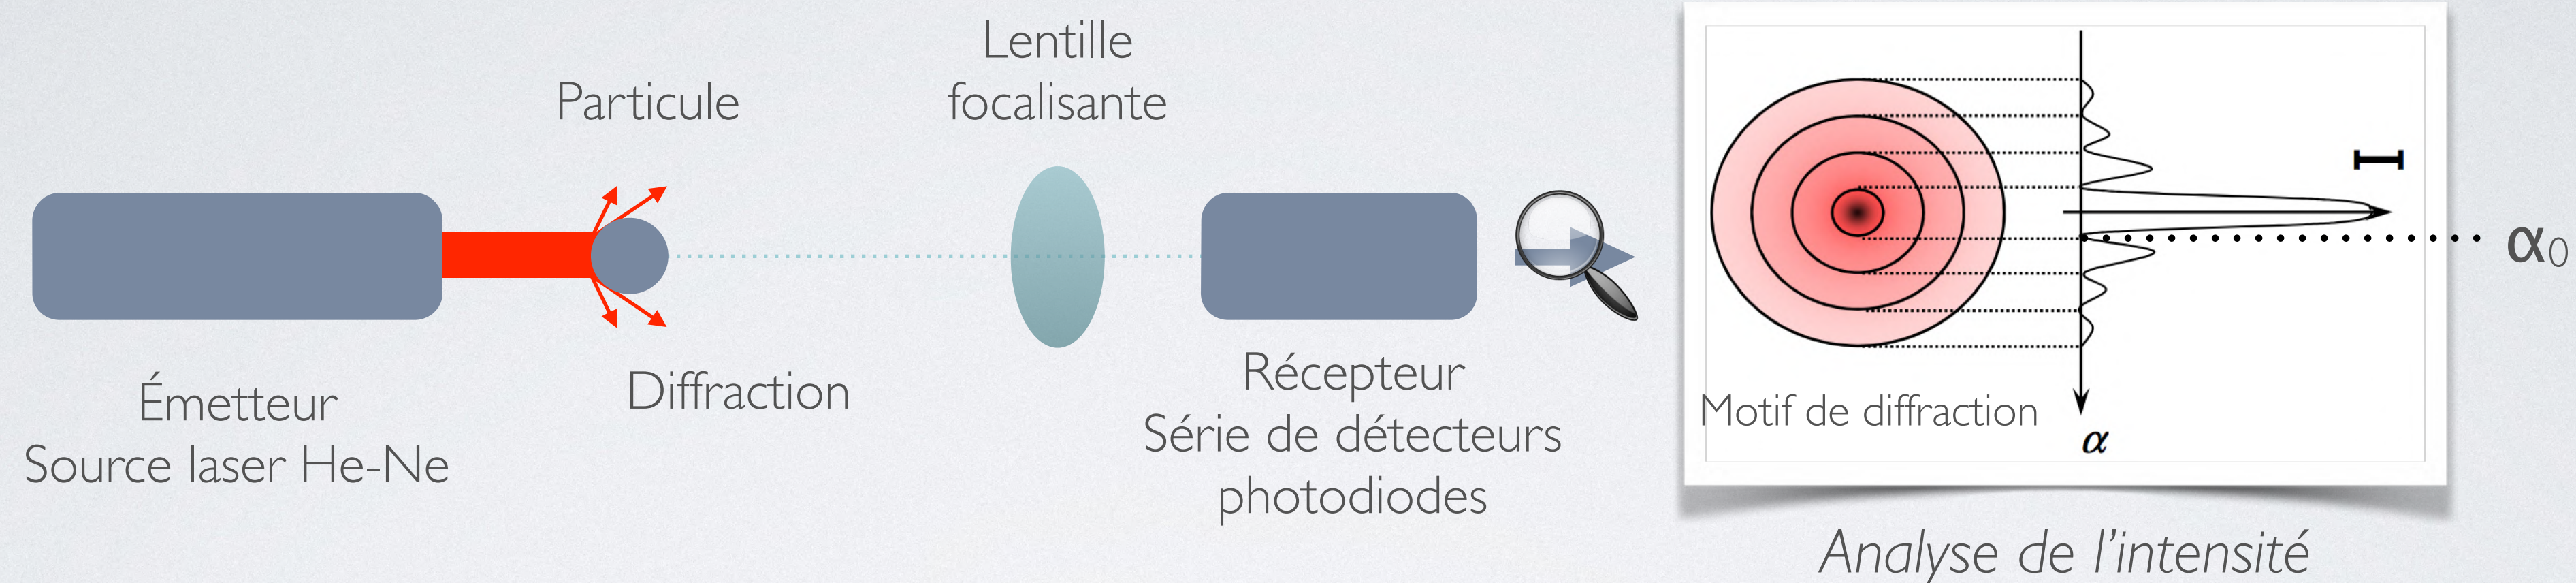 Émetteur
Source laser He-Ne
Particule
Diffraction
Lentille
focalisante
Récepteur
Série de détecteurs
photodiodes
Motif de diffraction
I
α
α₀
Analyse de l’intensité